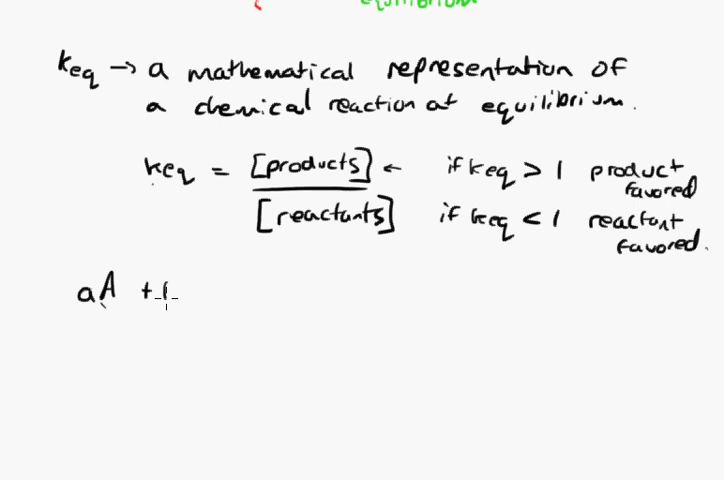 equilibrium
keq → a mathematical representation of
a chemical reaction at equilibrium.
keq = [products] ← if keq > 1 product favored
[reactants] if keq < 1 reactant favored.
aA +